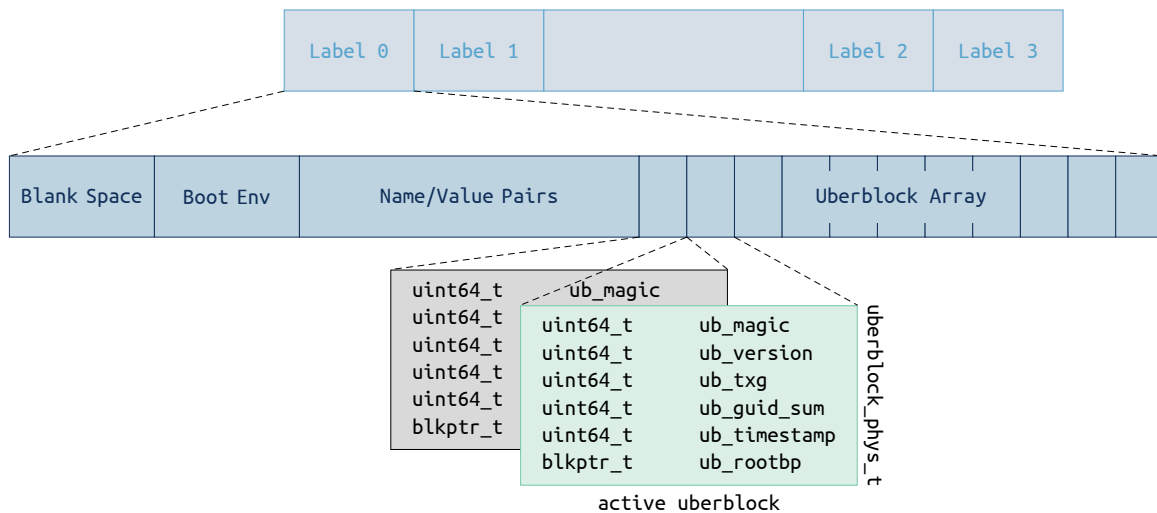 Label 0 Label 1 Label 2 Label 3
Blank Space Boot Env Name/Value Pairs Uberblock Array
uint64_t ub_magic
uint64_t
uint64_t
uint64_t
uint64_t
blkptr_t
uint64_t ub_magic
uint64_t ub_version
uint64_t ub_txg
uint64_t ub_guid_sum
uint64_t ub_timestamp
blkptr_t ub_rootbp
uberblock_phys_t
active uberblock